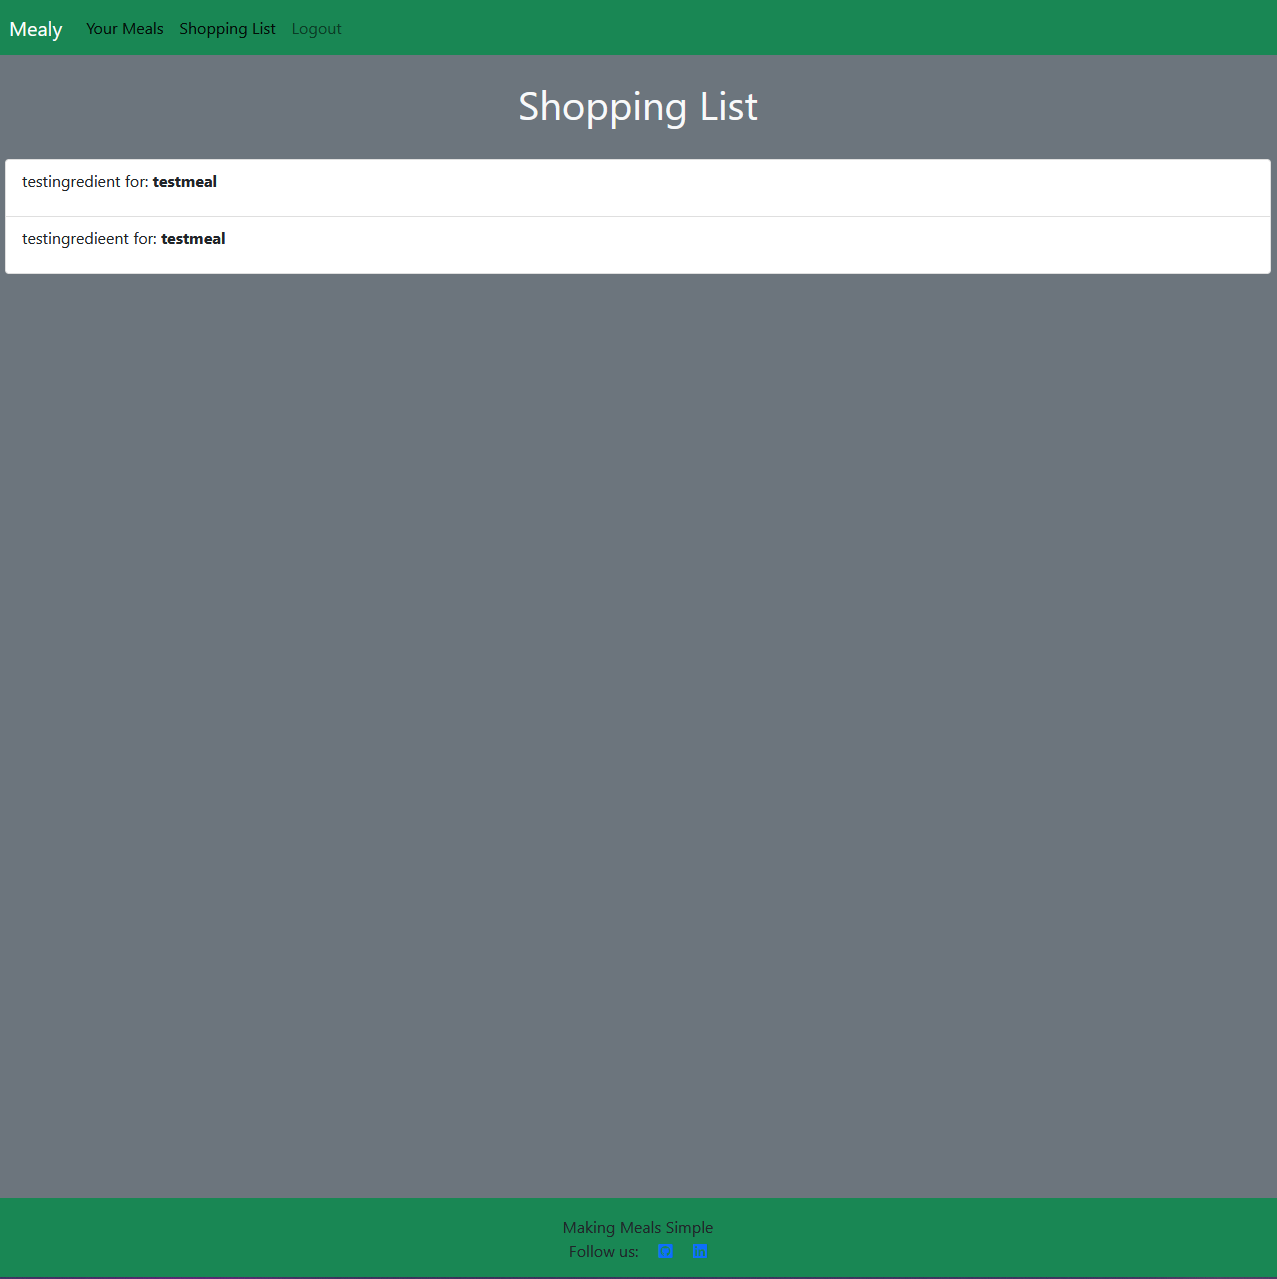 Mealy Your Meals Shopping List Logout
Shopping List
testingredient for: testmeal
testingredieent for: testmeal
Making Meals Simple
Follow us: